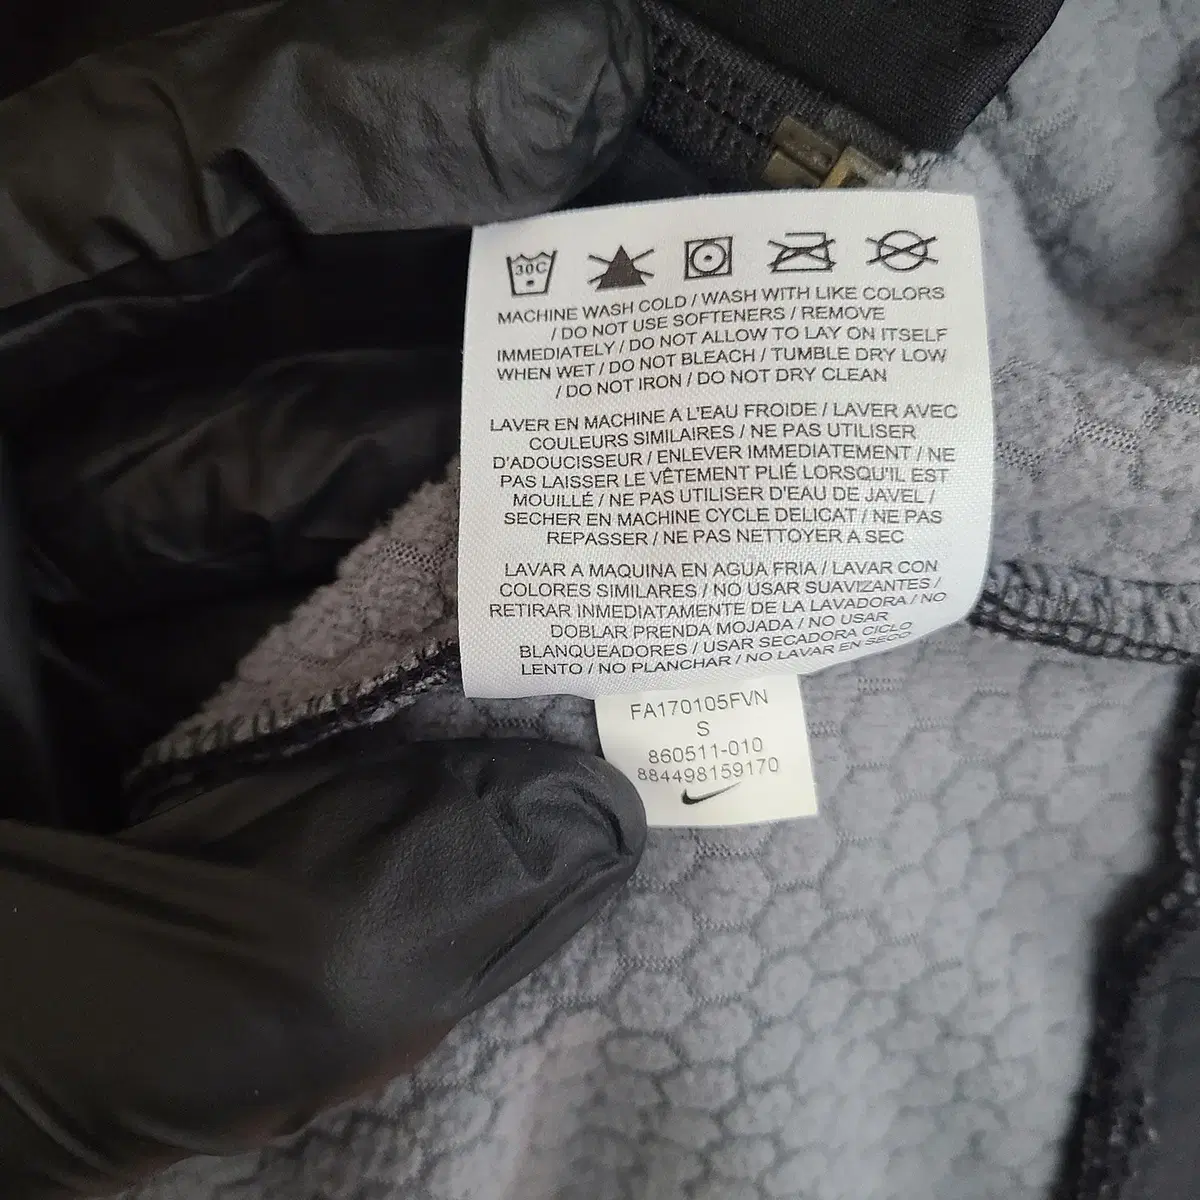 30C
MACHINE WASH COLD / WASH WITH LIKE COLORS
/ DO NOT USE SOFTENERS / REMOVE
IMMEDIATELY / DO NOT ALLOW TO LAY ON ITSELF
WHEN WET / DO NOT BLEACH / TUMBLE DRY LOW
/ DO NOT IRON / DO NOT DRY CLEAN
LAVER EN MACHINE A L'EAU FROIDE / LAVER AVEC
COULEURS SIMILAIRES / NE PAS UTILISER
D'ADOUCISSEUR / ENLEVER IMMEDIATEMENT / NE
PAS LAISSER LE VÊTEMENT PLIÉ LORSQU'IL EST
MOUILLÉ / NE PAS UTILISER D'EAU DE JAVEL /
SECHER EN MACHINE CYCLE DELICAT / NE PAS
REPASSER / NE PAS NETTOYER A SEC
LAVAR A MAQUINA EN AGUA FRIA / LAVAR CON
COLORES SIMILARES / NO USAR SUAVIZANTES /
RETIRAR INMEDIATAMENTE DE LA LAVADORA / NO
DOBLAR PRENDA MOJADA / NO USAR
BLANQUEADORES / USAR SECADORA CICLO
LENTO / NO PLANCHAR / NO LAVAR EN SECO
FA170105FVN
S
860511-010
884498159170